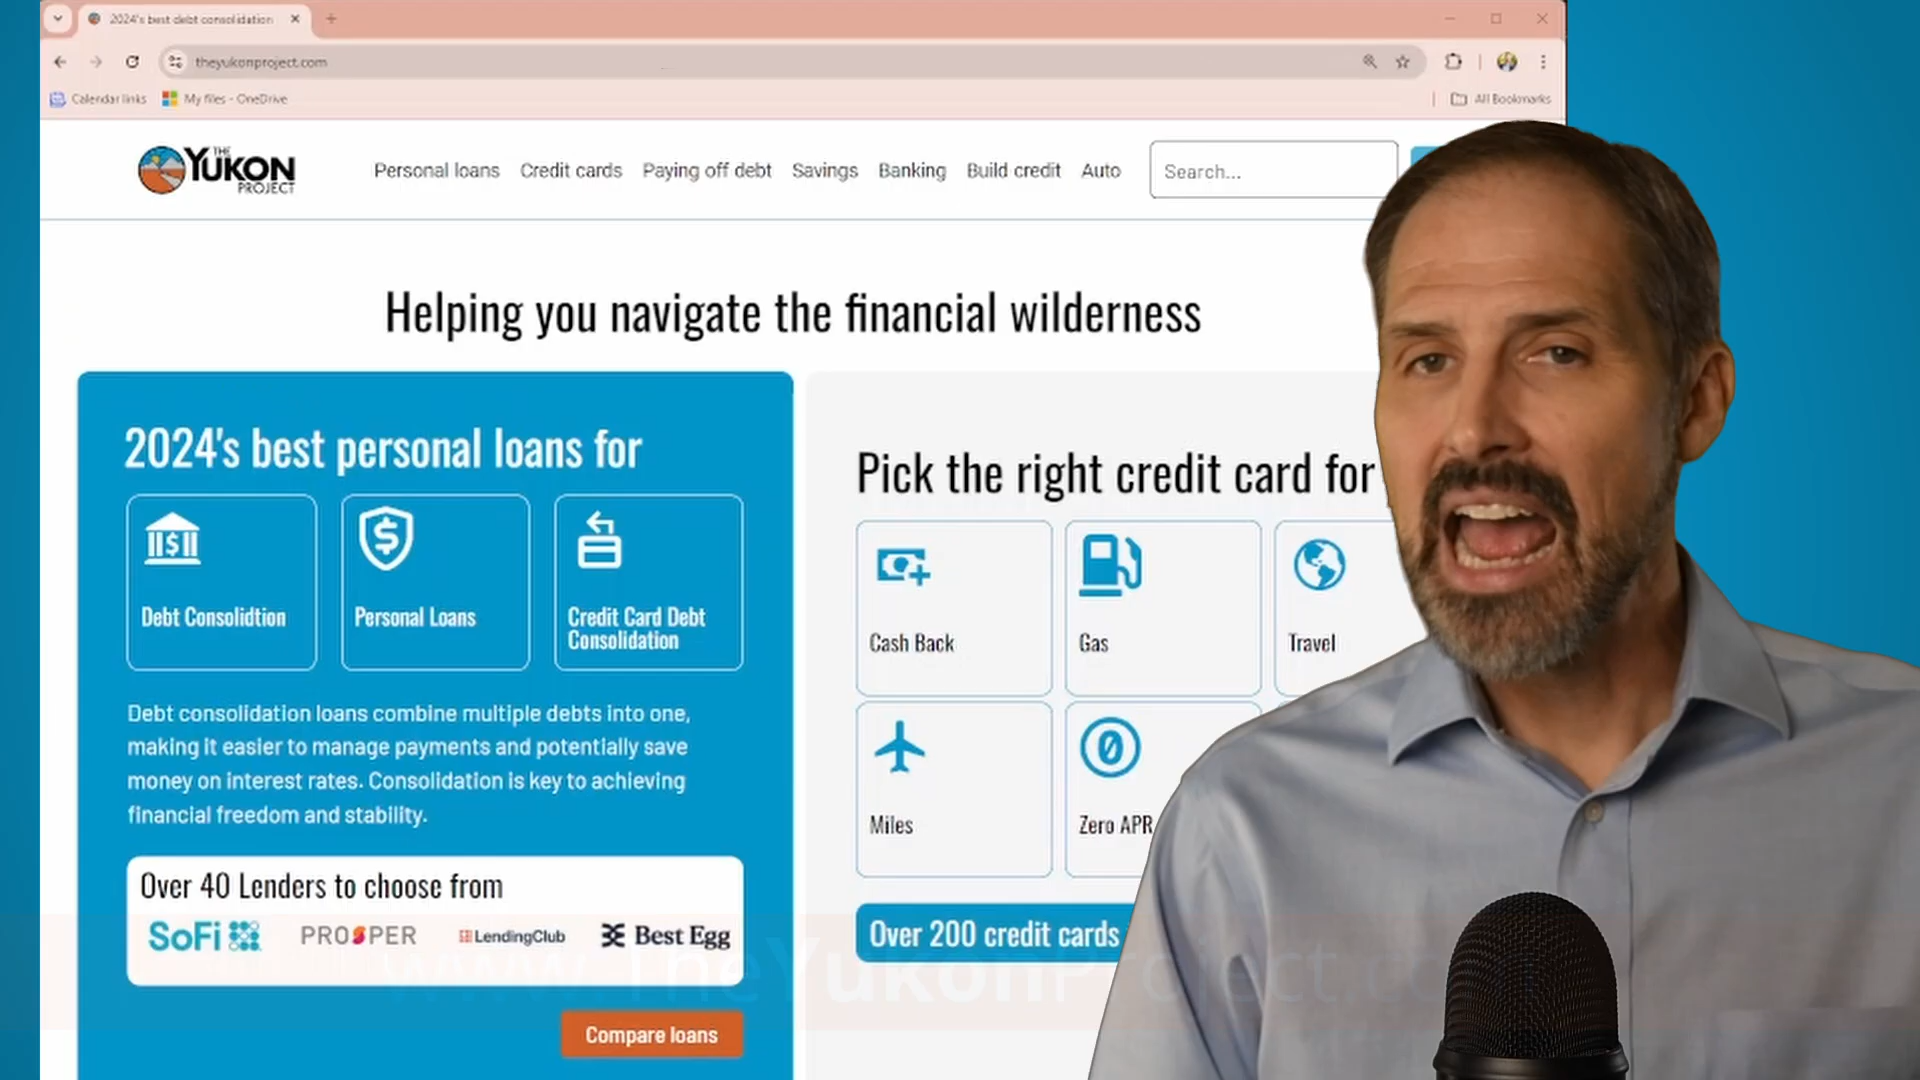 2024's best debt consolidation
theyukonproject.com
Calendar links
My files - OneDrive
All Bookmarks
THE
YUKON
PROJECT
Personal loans
Credit cards
Paying off debt
Savings
Banking
Build credit
Auto
Search...
Helping you navigate the financial wilderness
2024's best personal loans for
Debt Consolidtion
Personal Loans
Credit Card Debt
Consolidation
Debt consolidation loans combine multiple debts into one,
making it easier to manage payments and potentially save
money on interest rates. Consolidation is key to achieving
financial freedom and stability.
Over 40 Lenders to choose from
SoFi
PROSPER
LendingClub
Best Egg
Compare loans
Pick the right credit card for
Cash Back
Gas
Travel
Miles
Zero APR
Over 200 credit cards
www.TheYukonProject.co